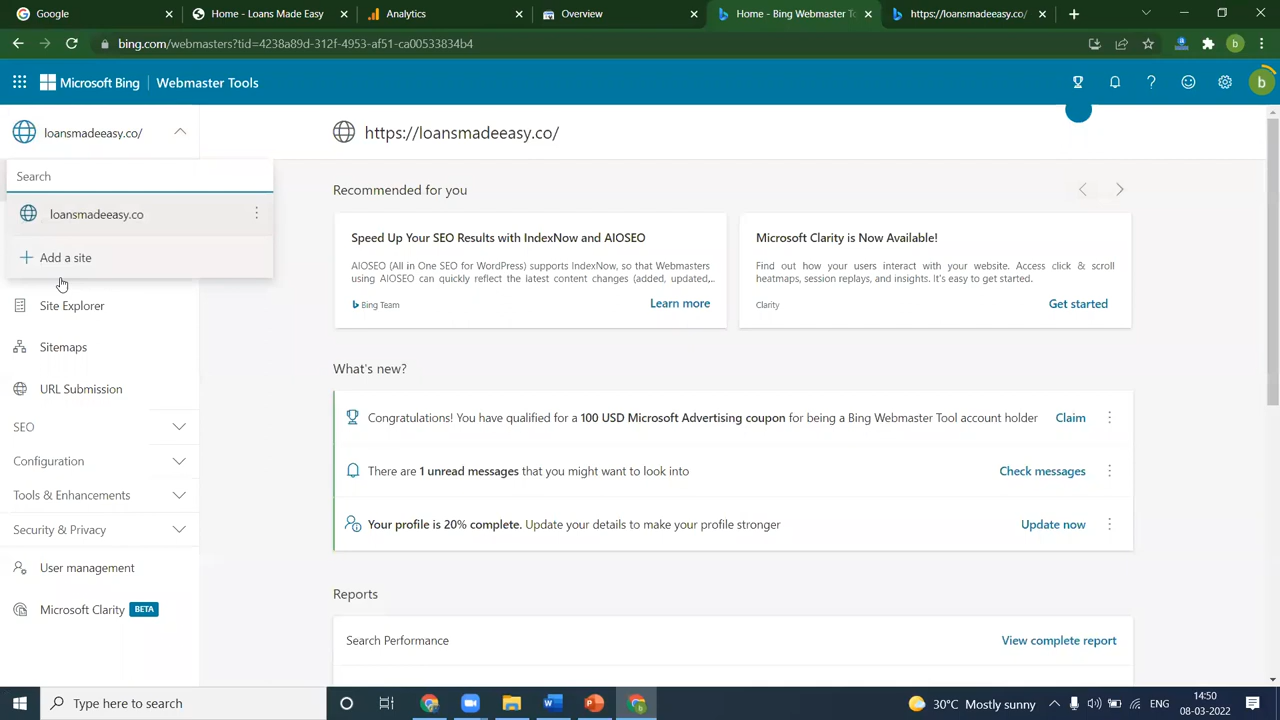 Google
Home - Loans Made Easy
Analytics
Overview
Home - Bing Webmaster To
https://loansmadeeasy.co/
bing.com/webmasters?tid=4238a89d-312f-4953-af51-ca00533834b4
b
Microsoft Bing
Webmaster Tools
b
loansmadeeasy.co/
https://loansmadeeasy.co/
Search
loansmadeeasy.co
Add a site
Site Explorer
Sitemaps
URL Submission
SEO
Configuration
Tools & Enhancements
Security & Privacy
User management
Microsoft Clarity BETA
Recommended for you
Speed Up Your SEO Results with IndexNow and AIOSEO
AIOSEO (All in One SEO for WordPress) supports IndexNow, so that Webmasters
using AIOSEO can quickly reflect the latest content changes (added, updated,..
Bing Team
Learn more
Microsoft Clarity is Now Available!
Find out how your users interact with your website. Access click & scroll
heatmaps, session replays, and insights. It's easy to get started.
Clarity
Get started
What's new?
Congratulations! You have qualified for a 100 USD Microsoft Advertising coupon for being a Bing Webmaster Tool account holder
Claim
There are 1 unread messages that you might want to look into
Check messages
Your profile is 20% complete. Update your details to make your profile stronger
Update now
Reports
Search Performance
View complete report
Type here to search
30°C Mostly sunny
ENG
14:50
08-03-2022